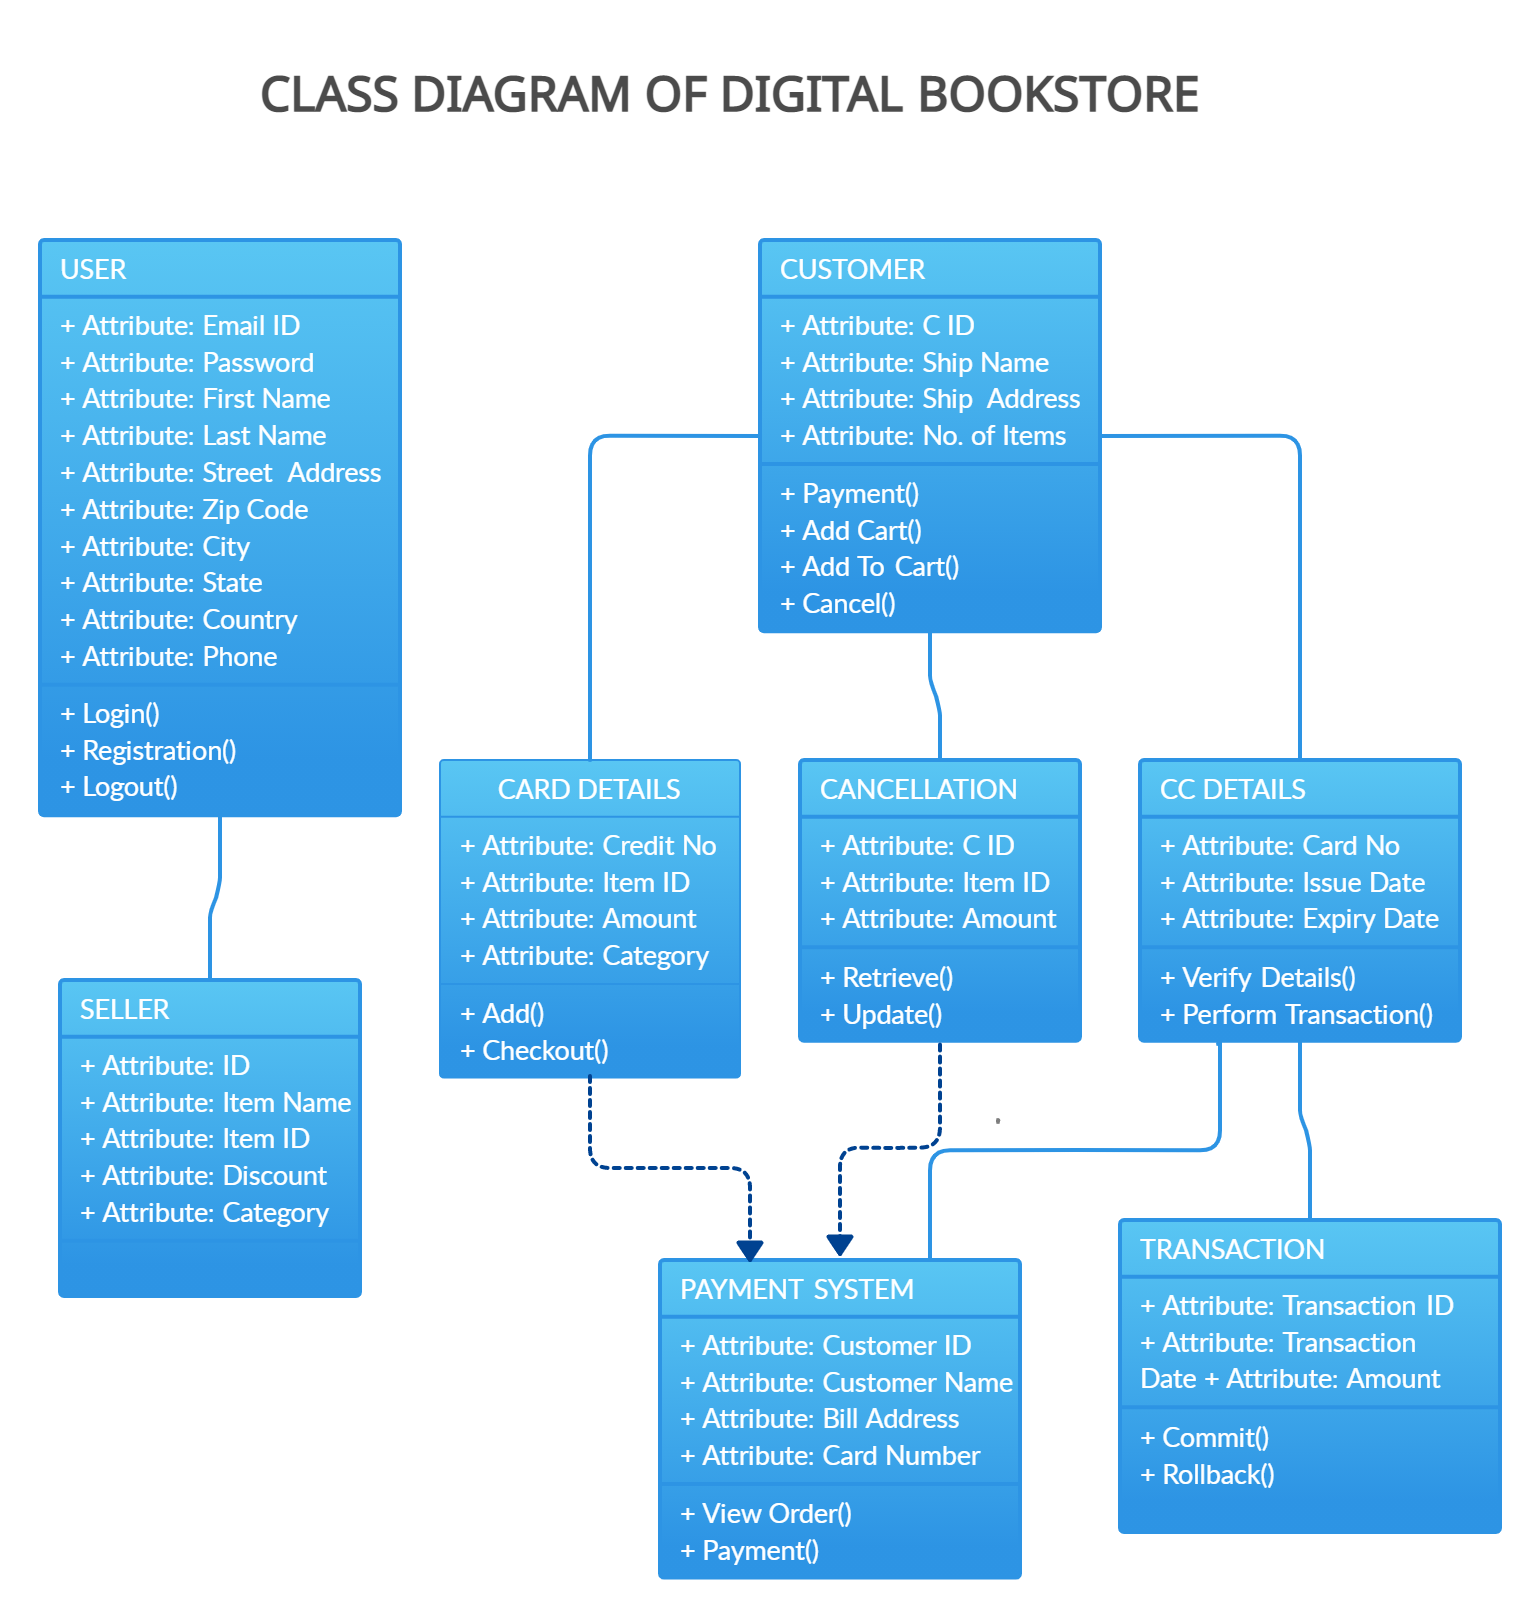 CLASS DIAGRAM OF DIGITAL BOOKSTORE
USER
+ Attribute: Email ID
+ Attribute: Password
+ Attribute: First Name
+ Attribute: Last Name
+ Attribute: Street Address
+ Attribute: Zip Code
+ Attribute: City
+ Attribute: State
+ Attribute: Country
+ Attribute: Phone
+ Login()
+ Registration()
+ Logout()
CUSTOMER
+ Attribute: C ID
+ Attribute: Ship Name
+ Attribute: Ship Address
+ Attribute: No. of Items
+ Payment()
+ Add Cart()
+ Add To Cart()
+ Cancel()
CARD DETAILS
+ Attribute: Credit No
+ Attribute: Item ID
+ Attribute: Amount
+ Attribute: Category
+ Add()
+ Checkout()
CANCELLATION
+ Attribute: C ID
+ Attribute: Item ID
+ Attribute: Amount
+ Retrieve()
+ Update()
CC DETAILS
+ Attribute: Card No
+ Attribute: Issue Date
+ Attribute: Expiry Date
+ Verify Details()
+ Perform Transaction()
SELLER
+ Attribute: ID
+ Attribute: Item Name
+ Attribute: Item ID
+ Attribute: Discount
+ Attribute: Category
PAYMENT SYSTEM
+ Attribute: Customer ID
+ Attribute: Customer Name
+ Attribute: Bill Address
+ Attribute: Card Number
+ View Order()
+ Payment()
TRANSACTION
+ Attribute: Transaction ID
+ Attribute: Transaction
Date + Attribute: Amount
+ Commit()
+ Rollback()